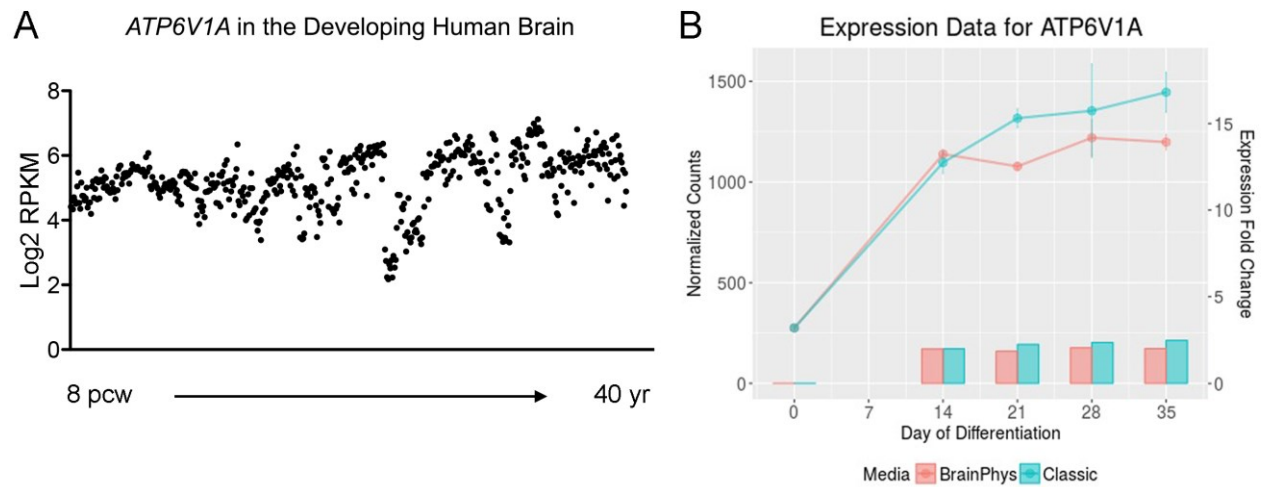 A
ATP6V1A in the Developing Human Brain
Log2 RPKM
8
6
4
2
0
8 pcw
40 yr
B
Expression Data for ATP6V1A
Normalized Counts
1500
1000
500
0
15
10
5
0
Expression Fold Change
0 7 14 21 28 35
Day of Differentiation
Media BrainPhys Classic